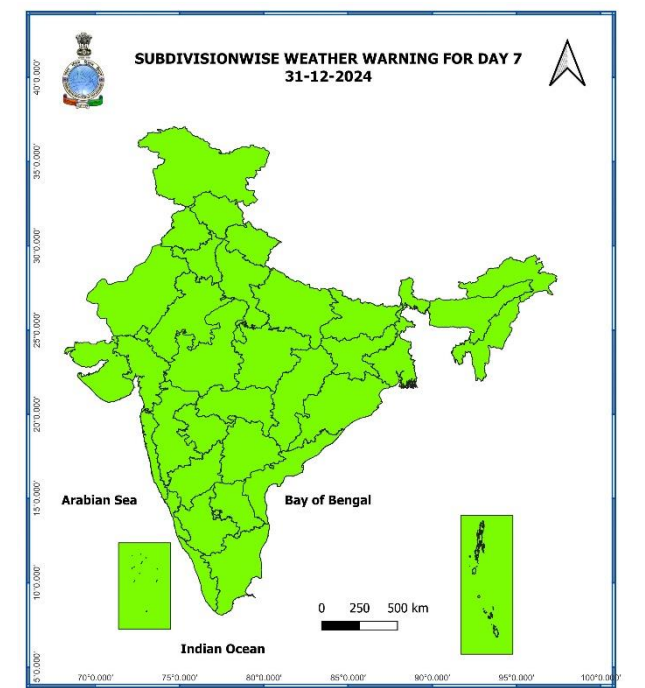 SUBDIVISIONWISE WEATHER WARNING FOR DAY 7
31-12-2024
40°0.000'
35°0.000'
30°0.000'
25°0.000'
20°0.000'
15°0.000'
10°0.000'
5°0.000'
Arabian Sea
Bay of Bengal
0 250 500 km
Indian Ocean
70°0.000' 75°0.000' 80°0.000' 85°0.000' 90°0.000' 95°0.000' 100°0.000'